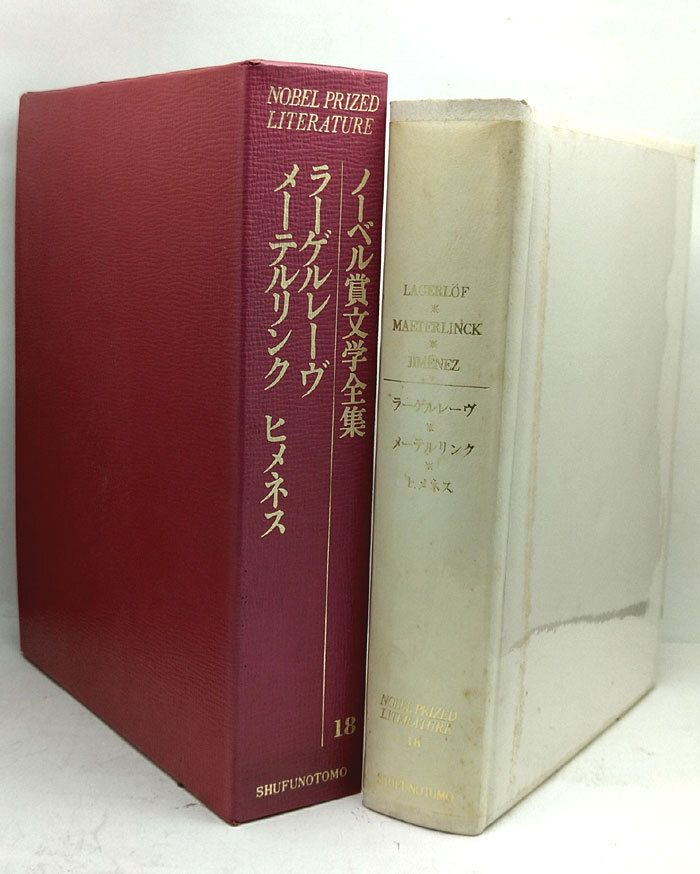 NOBEL PRIZED
LITERATURE
ノーベル賞文学全集
ラーゲルレーヴ
メーテルリンク ヒメネス
18
SHUFUNOTOMO
LAGERLÖF
※
MAETERLINCK
※
JIMÉNEZ
ラーゲルレーヴ
※
メーテルリンク
※
ヒメネス
NOBEL PRIZED
LITERATURE
18
SHUFUNOTOMO